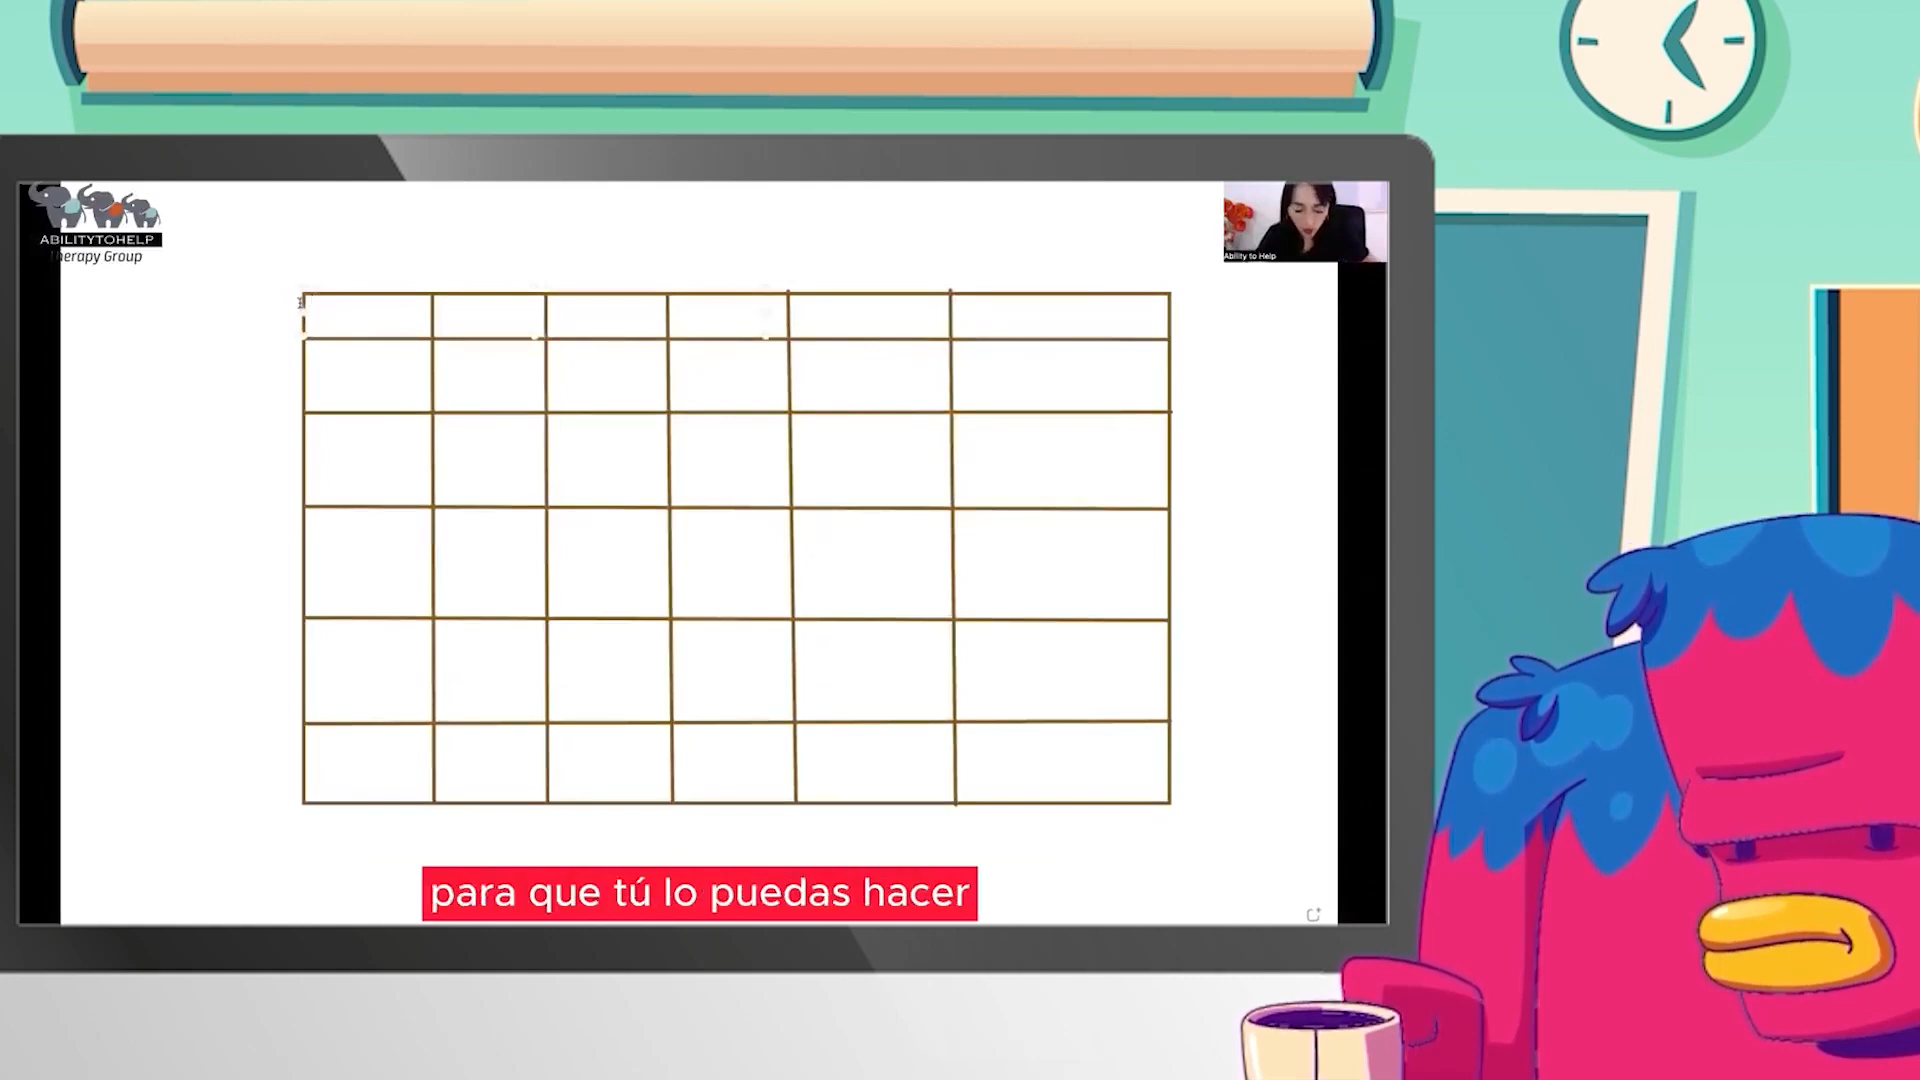 ABILITYTOHELP
Therapy Group
Ability to Help
para que tú lo puedas hacer